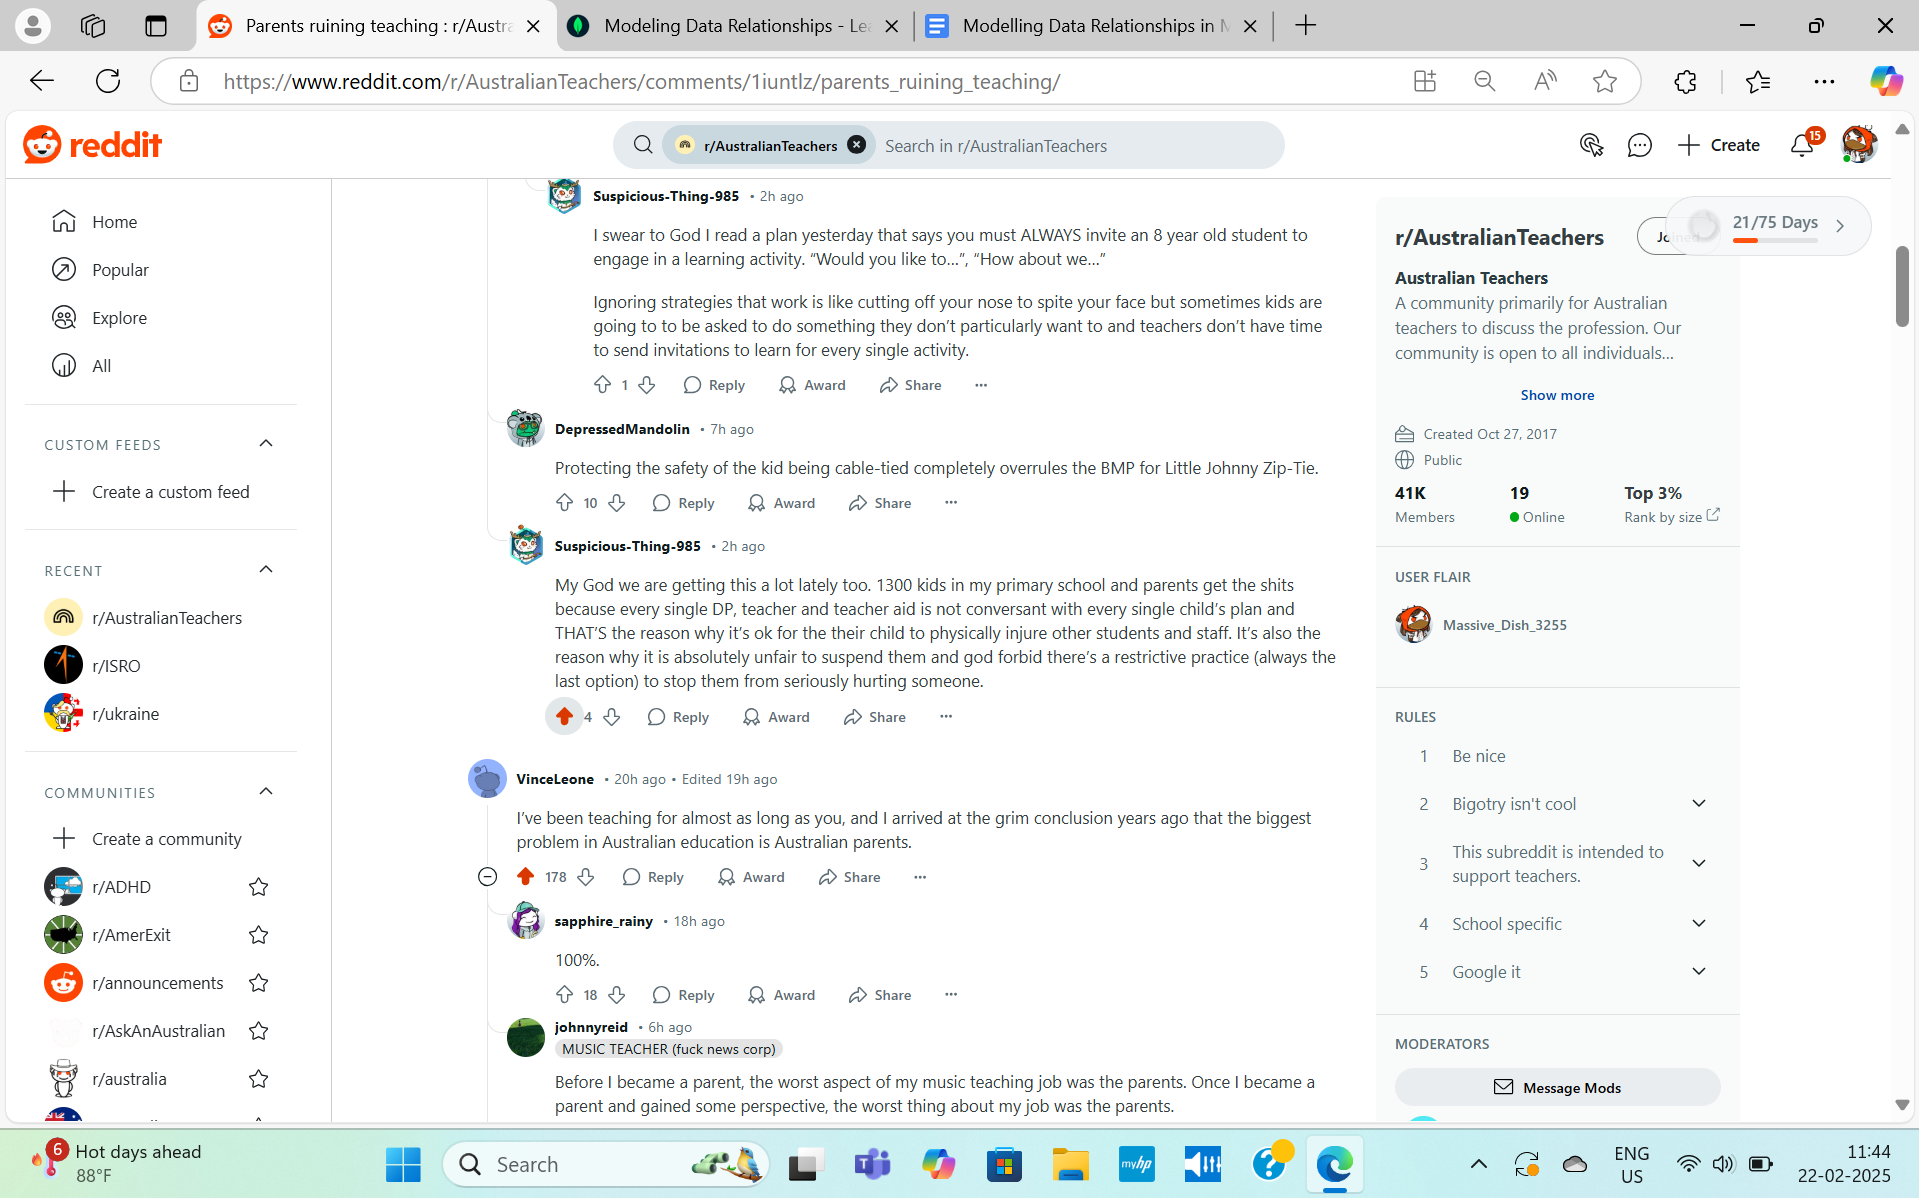 Parents ruining teaching : r/Austra
Modeling Data Relationships - Lea
Modelling Data Relationships in M
https://www.reddit.com/r/AustralianTeachers/comments/1iuntlz/parents_ruining_teaching/
reddit
r/AustralianTeachers
Search in r/AustralianTeachers
Create
15
Home
Popular
Explore
All
CUSTOM FEEDS
Create a custom feed
RECENT
r/AustralianTeachers
r/ISRO
r/ukraine
COMMUNITIES
Create a community
r/ADHD
r/AmerExit
r/announcements
r/AskAnAustralian
r/australia
Suspicious-Thing-985 • 2h ago
I swear to God I read a plan yesterday that says you must ALWAYS invite an 8 year old student to
engage in a learning activity. “Would you like to…”, “How about we…”
Ignoring strategies that work is like cutting off your nose to spite your face but sometimes kids are
going to to be asked to do something they don’t particularly want to and teachers don’t have time
to send invitations to learn for every single activity.
1 Reply Award Share
DepressedMandolin • 7h ago
Protecting the safety of the kid being cable-tied completely overrules the BMP for Little Johnny Zip-Tie.
10 Reply Award Share
Suspicious-Thing-985 • 2h ago
My God we are getting this a lot lately too. 1300 kids in my primary school and parents get the shits
because every single DP, teacher and teacher aid is not conversant with every single child’s plan and
THAT’S the reason why it’s ok for the their child to physically injure other students and staff. It’s also the
reason why it is absolutely unfair to suspend them and god forbid there’s a restrictive practice (always the
last option) to stop them from seriously hurting someone.
4 Reply Award Share
VinceLeone • 20h ago • Edited 19h ago
I’ve been teaching for almost as long as you, and I arrived at the grim conclusion years ago that the biggest
problem in Australian education is Australian parents.
178 Reply Award Share
sapphire_rainy • 18h ago
100%.
18 Reply Award Share
johnnyreid • 6h ago
MUSIC TEACHER (fuck news corp)
Before I became a parent, the worst aspect of my music teaching job was the parents. Once I became a
parent and gained some perspective, the worst thing about my job was the parents.
r/AustralianTeachers
21/75 Days
Australian Teachers
A community primarily for Australian
teachers to discuss the profession. Our
community is open to all individuals...
Show more
Created Oct 27, 2017
Public
41K 19 Top 3%
Members Online Rank by size
USER FLAIR
Massive_Dish_3255
RULES
1 Be nice
2 Bigotry isn't cool
3 This subreddit is intended to
support teachers.
4 School specific
5 Google it
MODERATORS
Message Mods
6
Hot days ahead
88°F
Search
myhp
ENG
US
11:44
22-02-2025